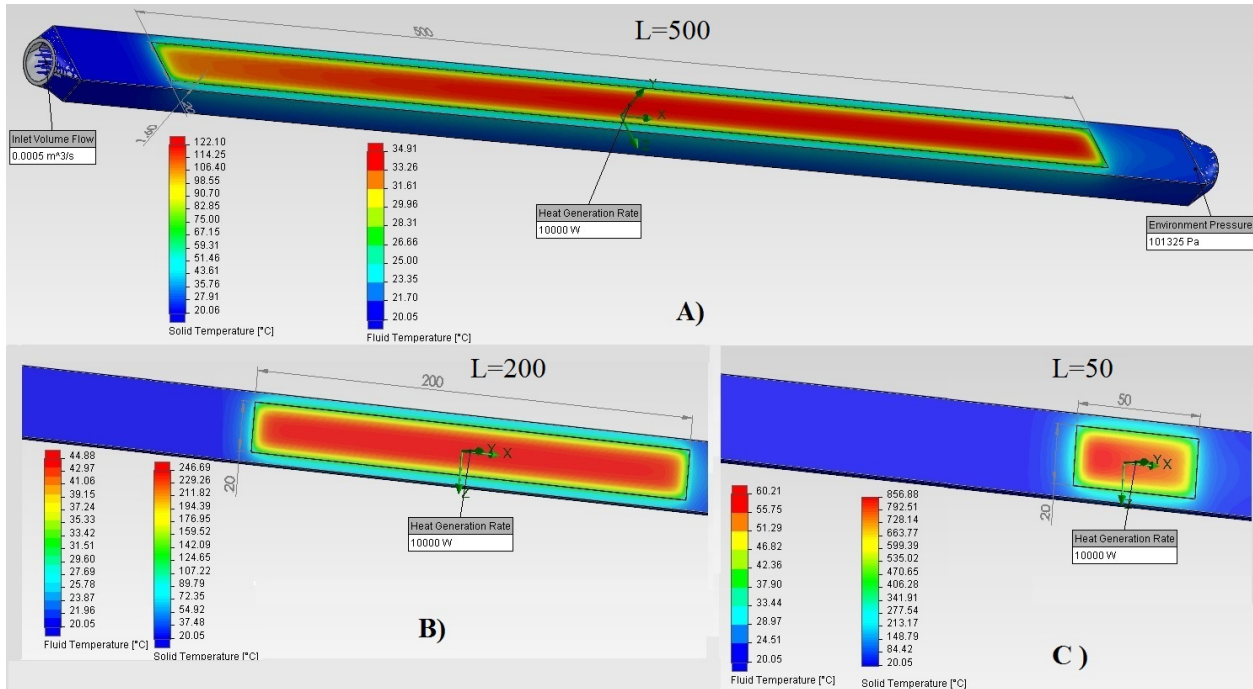 L=500
500
Inlet Volume Flow
0.0005 m^3/s
20
Y
X
122.10
114.25
106.40
98.55
90.70
82.85
75.00
67.15
59.31
51.46
43.61
35.76
27.91
20.06
Solid Temperature [°C]
34.91
33.26
31.61
29.96
28.31
26.66
25.00
23.35
21.70
20.05
Fluid Temperature [°C]
Heat Generation Rate
10000 W
Environment Pressure
101325 Pa
A)
L=200
200
20
Y
X
Z
Heat Generation Rate
10000 W
44.88
42.97
41.06
39.15
37.24
35.33
33.42
31.51
29.60
27.69
25.78
23.87
21.96
20.05
Fluid Temperature [°C]
246.69
229.26
211.82
194.39
176.95
159.52
142.09
124.65
107.22
89.79
72.35
54.92
37.48
20.05
Solid Temperature [°C]
B)
L=50
50
20
Y
X
Heat Generation Rate
10000 W
60.21
55.75
51.29
46.82
42.36
37.90
33.44
28.97
24.51
20.05
Fluid Temperature [°C]
856.88
792.51
728.14
663.77
599.39
535.02
470.65
406.28
341.91
277.54
213.17
148.79
84.42
20.05
Solid Temperature [°C]
C )